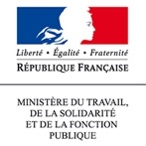 Liberté • Égalité • Fraternité
RÉPUBLIQUE FRANÇAISE
MINISTÈRE DU TRAVAIL,
DE LA SOLIDARITÉ
ET DE LA FONCTION
PUBLIQUE